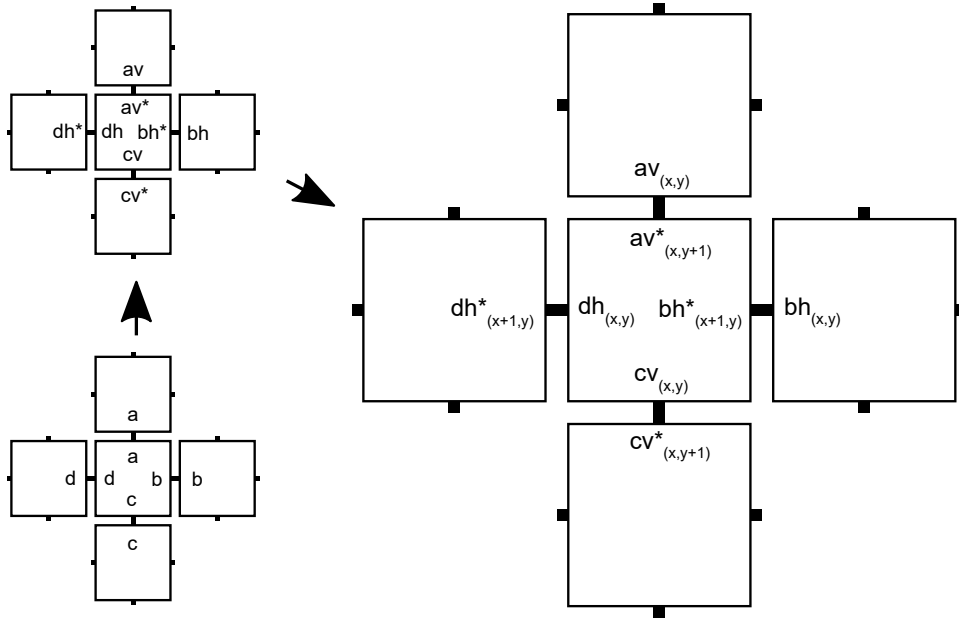 av
av*
dh* dh bh* bh
cv
cv*
a
a
d d b b
c
c
av(x,y)
av*(x,y+1)
dh*(x+1,y) dh(x,y) bh*(x+1,y) bh(x,y)
cv(x,y)
cv*(x,y+1)